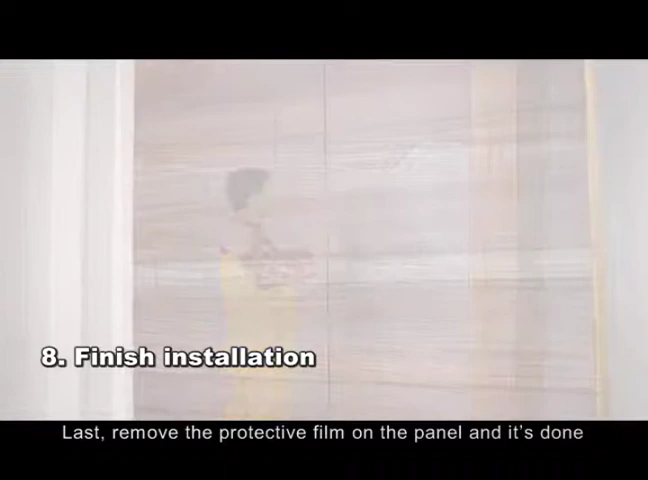 8. Finish installation
Last, remove the protective film on the panel and it's done